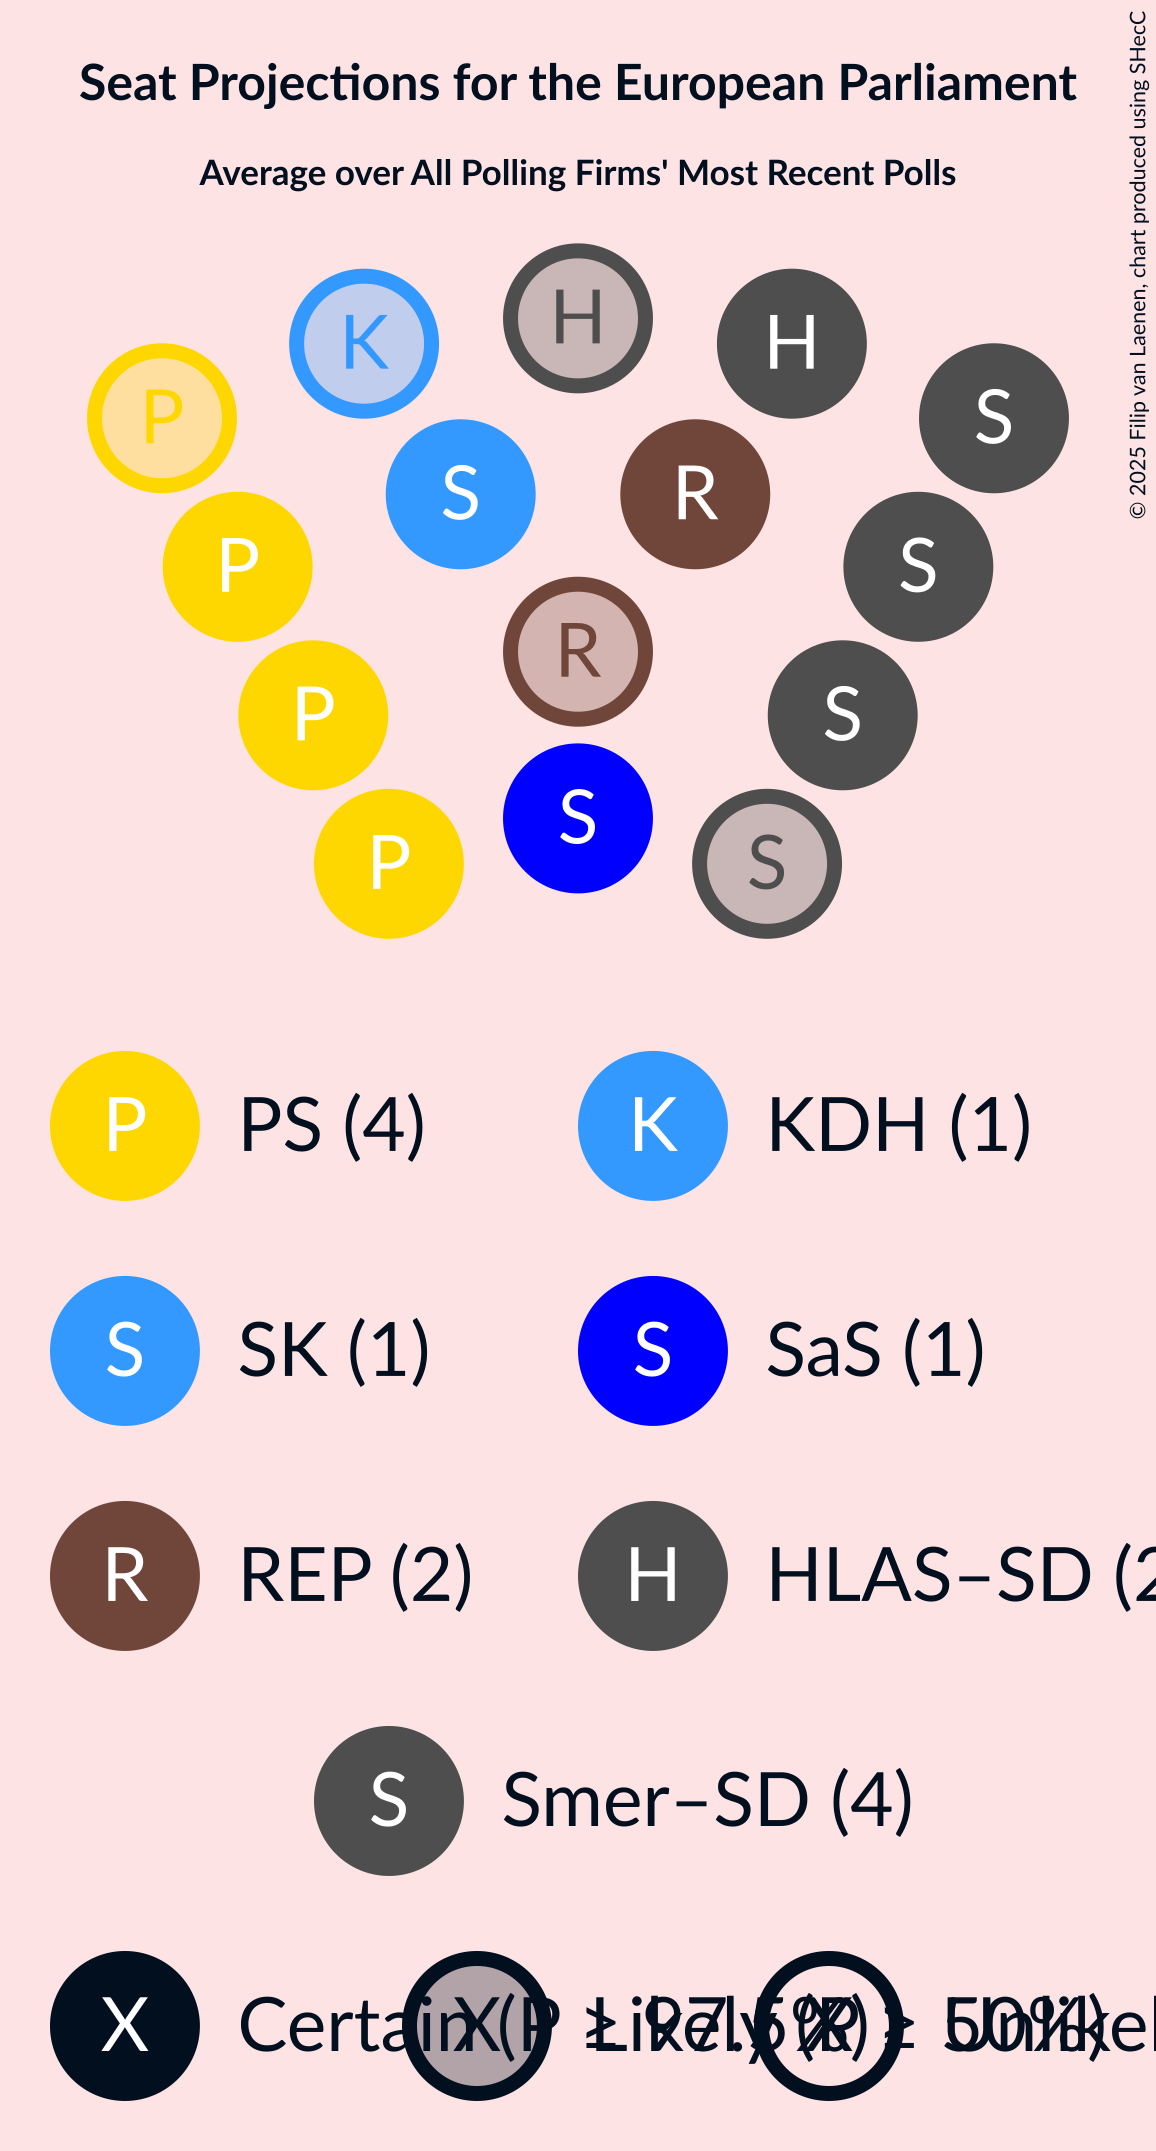 Seat Projections for the European Parliament
Average over All Polling Firms' Most Recent Polls
© 2025 Filip van Laenen, chart produced using SHecC
H
K H
P S
S R
P S
R
P S
S
P S
P PS (4) K KDH (1)
S SK (1) S SaS (1)
R REP (2) H HLAS–SD (2
S Smer–SD (4)
X Certain (P ≥ 97.5%) X Likely (P ≥ 50%) X Unlikel